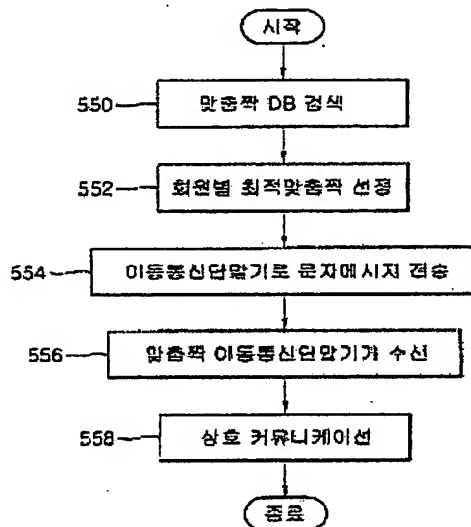 시작
550 맞춤짝 DB 검색
552 회원별 최적맞춤짝 선정
554 이동통신단말기로 문자메시지 전송
556 맞춤짝 이동통신단말기가 수신
558 상호 커뮤니케이션
종료